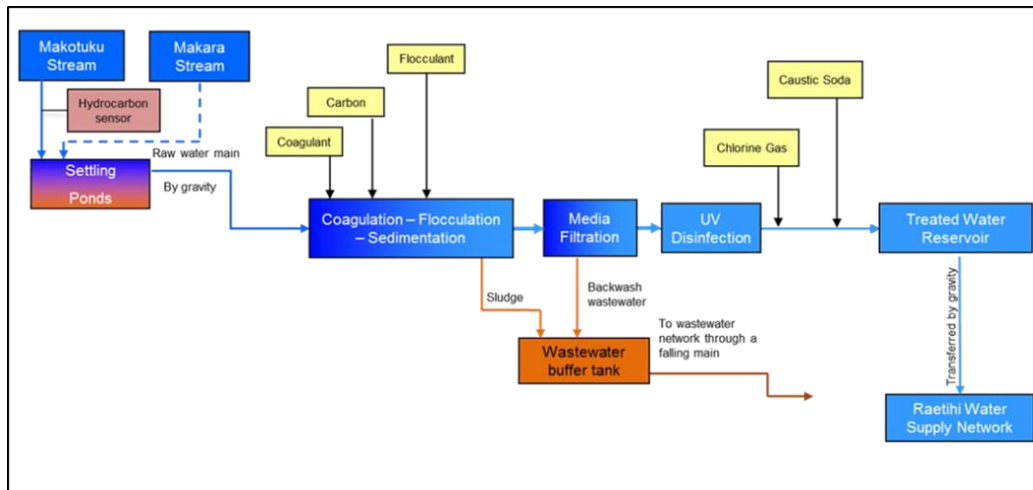 Makotuku
Stream
Makara
Stream
Hydrocarbon
sensor
Settling
Ponds
Raw water main
By gravity
Coagulant
Carbon
Flocculant
Coagulation – Flocculation
– Sedimentation
Media
Filtration
UV
Disinfection
Chlorine Gas
Caustic Soda
Treated Water
Reservoir
Sludge
Backwash
wastewater
Wastewater
buffer tank
To wastewater
network through a
falling main
Transferred by gravity
Raetihi Water
Supply Network